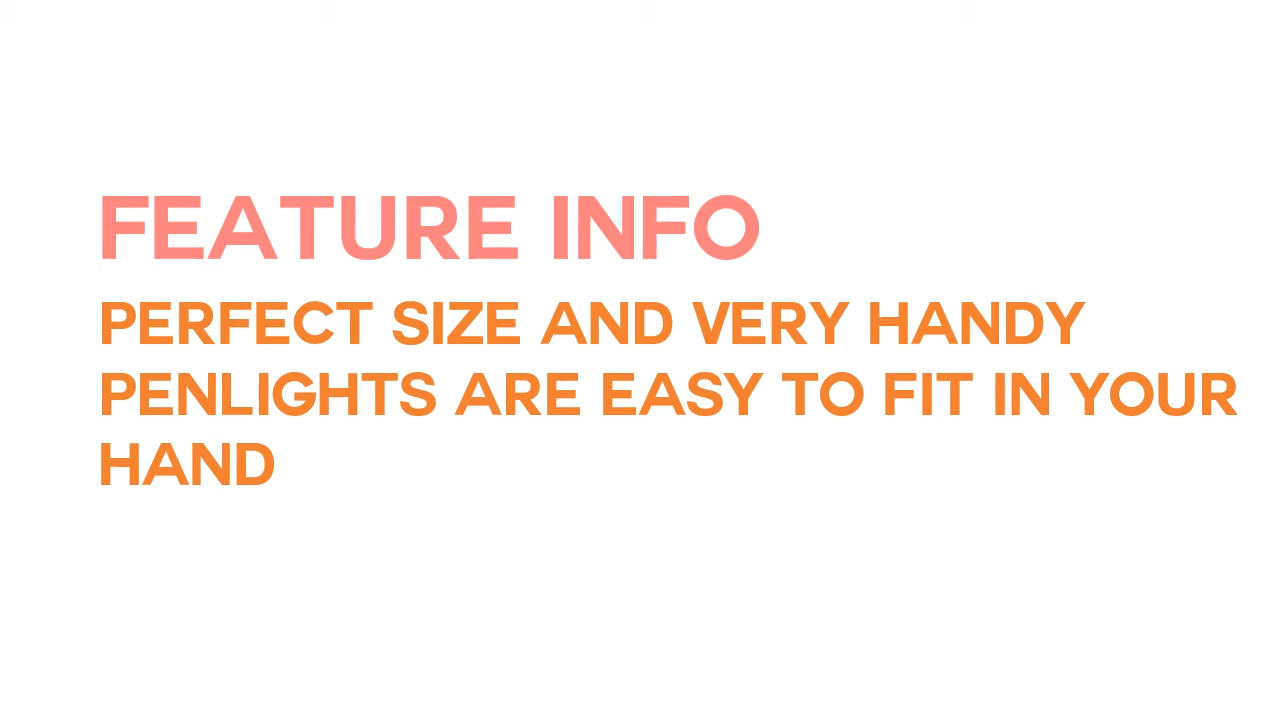 FEATURE INFO
PERFECT SIZE AND VERY HANDY
PENLIGHTS ARE EASY TO FIT IN YOUR
HAND